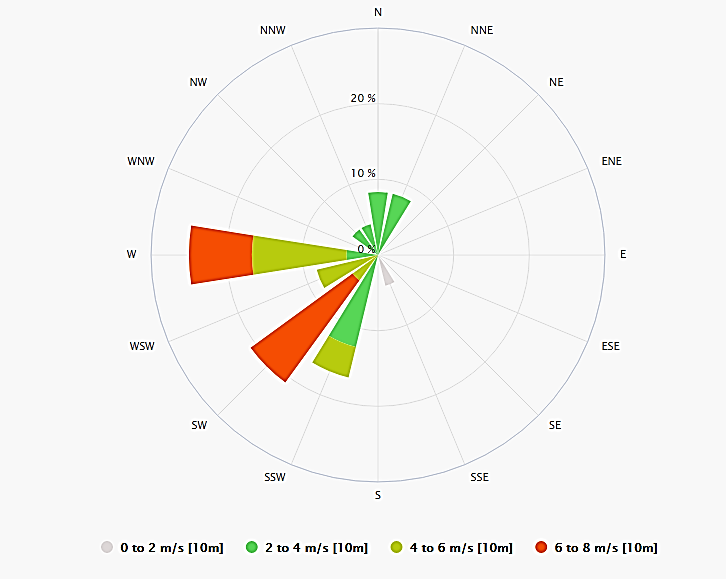 N
NNW
NNE
NW
NE
20 %
WNW
ENE
10 %
W
0 %
E
WSW
ESE
SW
SE
SSW
SSE
S
0 to 2 m/s [10m] 2 to 4 m/s [10m] 4 to 6 m/s [10m] 6 to 8 m/s [10m]